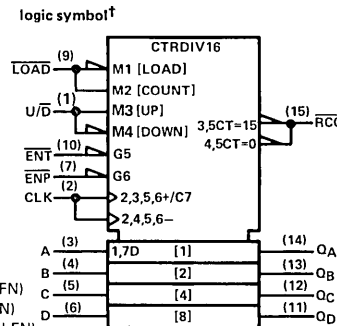 logic symbol†
CTRDIV16
LOAD (9) M1 [LOAD]
M2 [COUNT]
U/D (1) M3 [UP]
M4 [DOWN]
(15) RCO
3,5CT=15
4,5CT=0
ENT (10) G5
ENP (7) G6
CLK (2) 2,3,5,6+/C7
2,4,5,6−
A (3) 1,7D [1] (14) QA
B (4) [2] (13) QB
FN) C (5) [4] (12) QC
N) D (6) [8] (11) QD